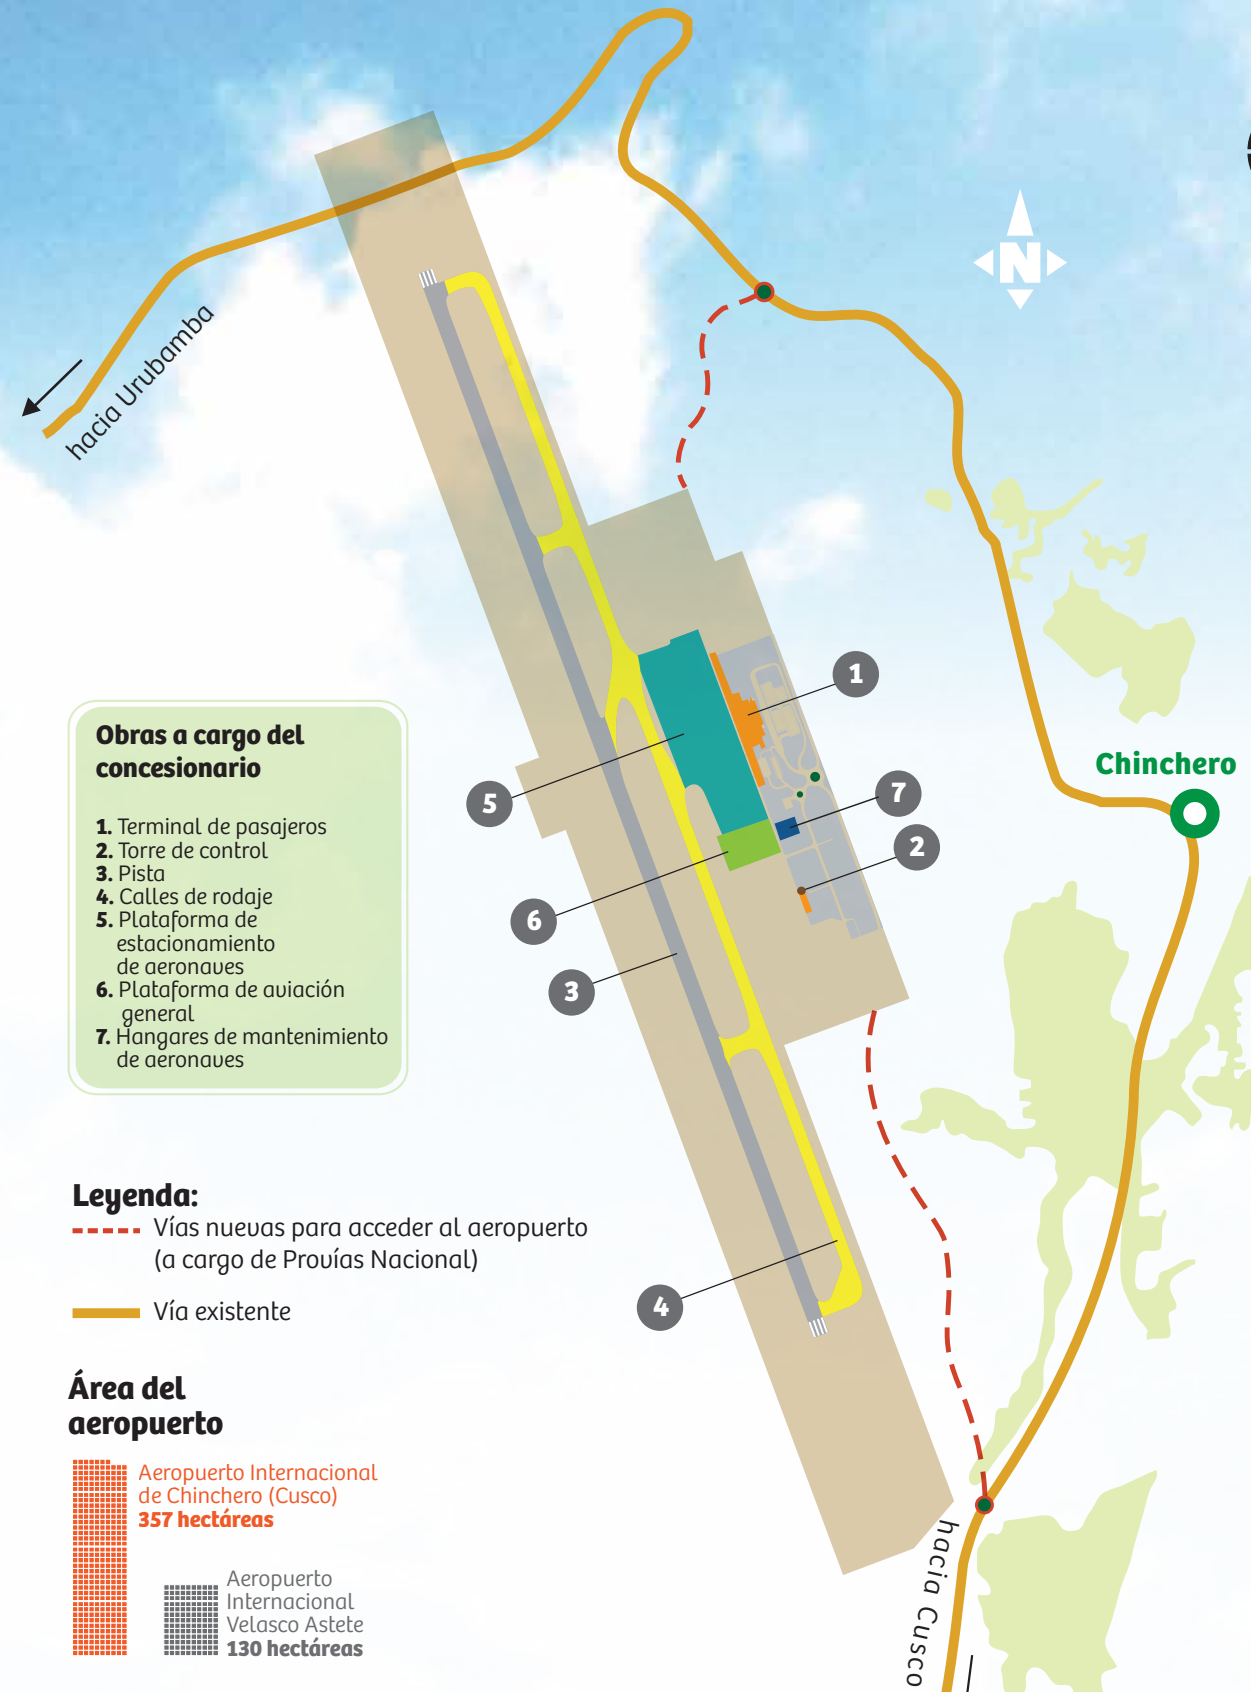 N
hacia Urubamba
1
Chinchero
5
7
2
6
3
4
Obras a cargo del
concesionario
1. Terminal de pasajeros
2. Torre de control
3. Pista
4. Calles de rodaje
5. Plataforma de
estacionamiento
de aeronaves
6. Plataforma de aviación
general
7. Hangares de mantenimiento
de aeronaves
Leyenda:
Vías nuevas para acceder al aeropuerto
(a cargo de Provías Nacional)
Vía existente
Área del
aeropuerto
Aeropuerto Internacional
de Chinchero (Cusco)
357 hectáreas
Aeropuerto
Internacional
Velasco Astete
130 hectáreas
hacia Cusco